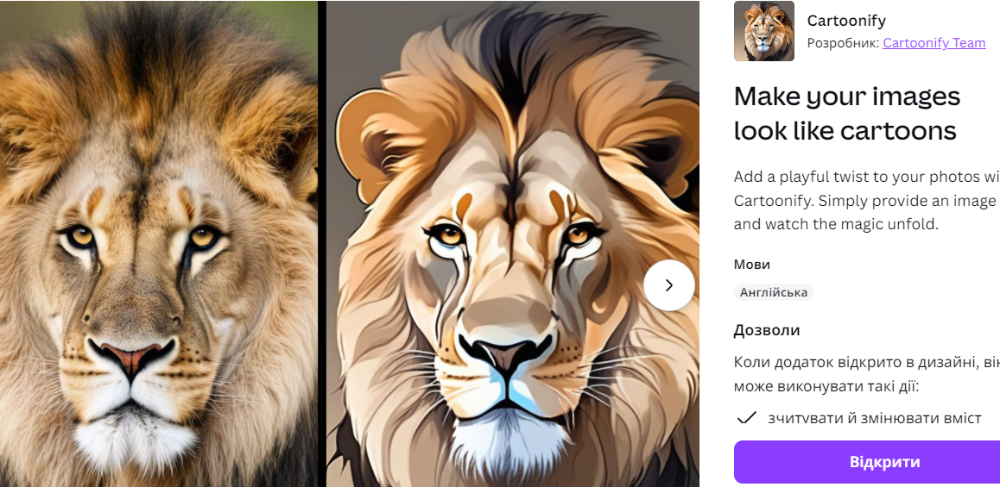 Cartoonify
Розробник: Cartoonify Team
Make your images
look like cartoons
Add a playful twist to your photos wi
Cartoonify. Simply provide an image
and watch the magic unfold.
Мови
Англійська
Дозволи
Коли додаток відкрито в дизайні, він
може виконувати такі дії:
зчитувати й змінювати вміст
Відкрити